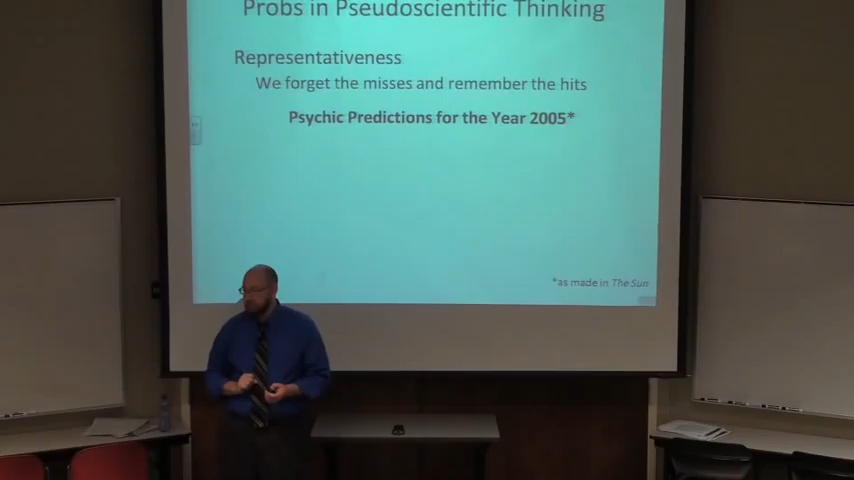 Probs in Pseudoscientific Thinking
Representativeness
We forget the misses and remember the hits
Psychic Predictions for the Year 2005*
*as made in The Sun